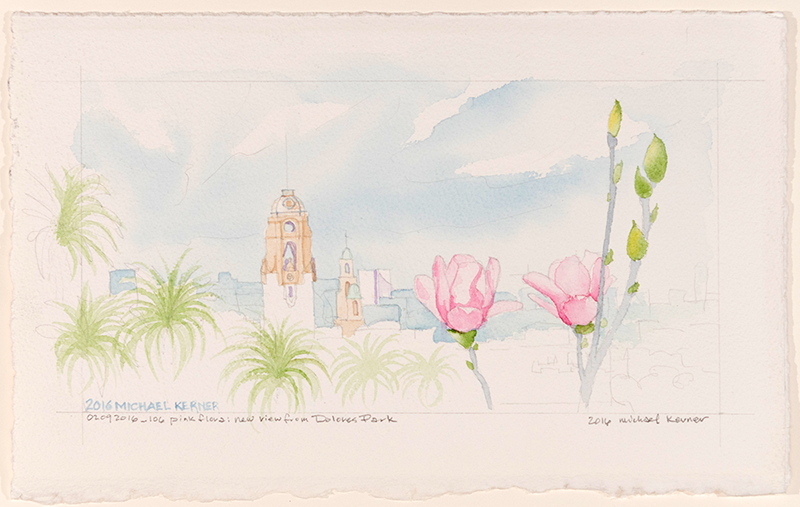 2016 MICHAEL KERNER
02092016_106 pink flora: new view from Dolores Park
2016 michael Kerner